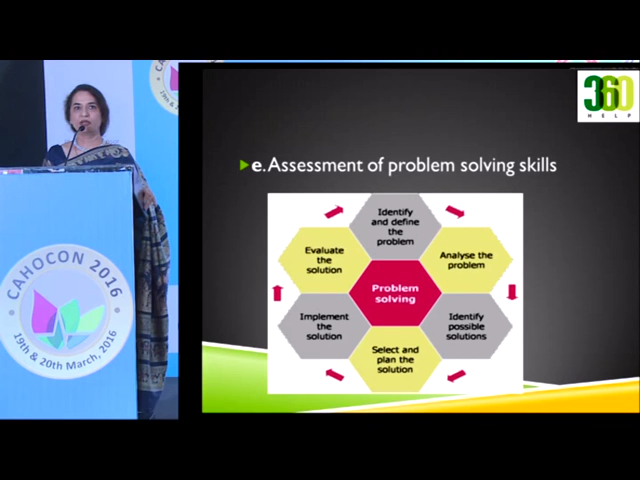 CAHOCON 2016
19th & 20th March, 2016
360
HELP
e. Assessment of problem solving skills
Identify
and define
the
problem
Analyse the
problem
Identify
possible
solutions
Select and
plan the
solution
Implement
the
solution
Evaluate
the
solution
Problem
solving